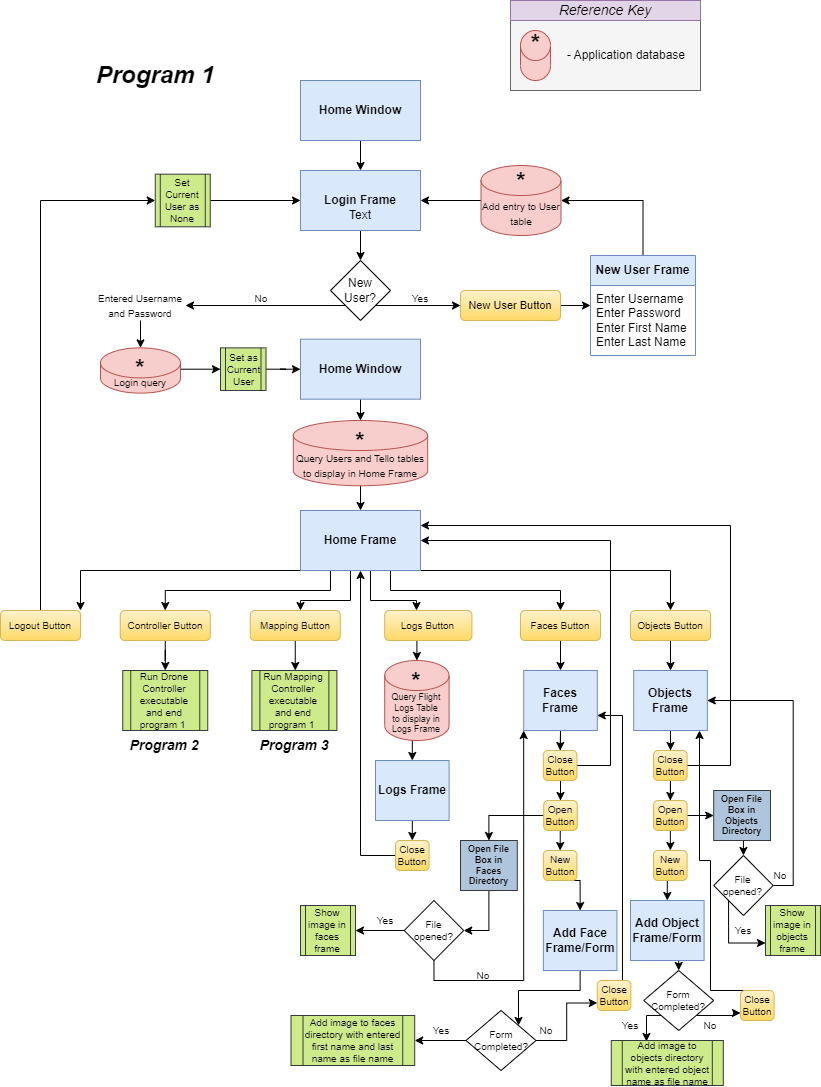 Reference Key
*
- Application database
Program 1
Home Window
Set
Current
User as
None
Login Frame
Text
*
Add entry to User
table
New
User?
No
Yes
New User Button
New User Frame
Enter Username
Enter Password
Enter First Name
Enter Last Name
Entered Username
and Password
*
Login query
Set as
Current
User
Home Window
*
Query Users and Tello tables
to display in Home Frame
Home Frame
Logout Button
Controller Button
Mapping Button
Logs Button
Faces Button
Objects Button
Run Drone
Controller
executable
and end
program 1
Program 2
Run Mapping
Controller
executable
and end
program 1
Program 3
*
Query Flight
Logs Table
to display in
Logs Frame
Logs Frame
Close
Button
Faces
Frame
Close
Button
Open
Button
New
Button
Open File
Box in
Faces
Directory
File
opened?
Yes
No
Show
image in
faces
frame
Add Face
Frame/Form
Form
Completed?
Yes
No
Close
Button
Add image to faces
directory with entered
first name and last
name as file name
Objects
Frame
Close
Button
Open
Button
New
Button
Open File
Box in
Objects
Directory
File
opened?
No
Yes
Show
image in
objects
frame
Add Object
Frame/Form
Form
Completed?
Yes
No
Close
Button
Add image to
objects directory
with entered object
name as file name